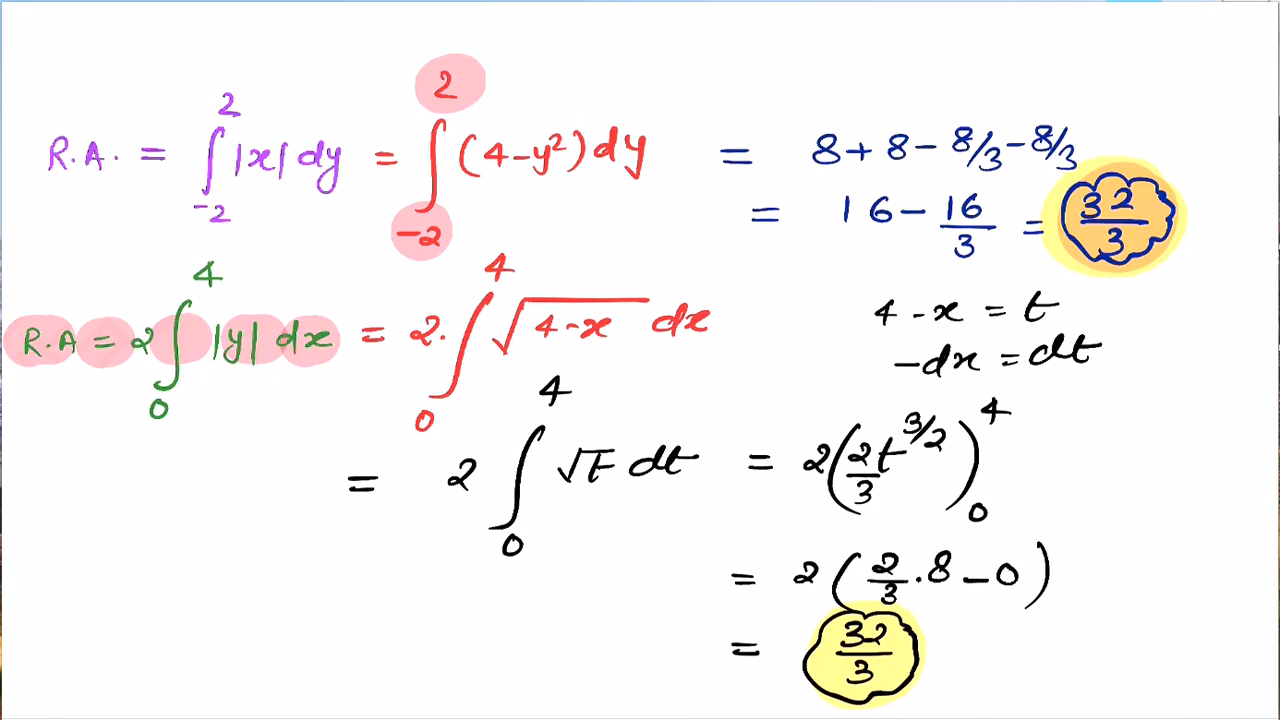 R.A. = ∫_{-2}^{2} |x| dy = ∫_{-2}^{2} (4-y²) dy = 8 + 8 - 8/3 - 8/3
= 16 - 16/3 = 32/3
R.A = 2 ∫_{0}^{4} |y| dx = 2. ∫_{0}^{4} √(4-x) dx
4 - x = t
-dx = dt
= 2 ∫_{0}^{4} √t dt = 2(2/3 t^{3/2})_{0}^{4}
= 2(2/3 . 8 - 0)
= 32/3